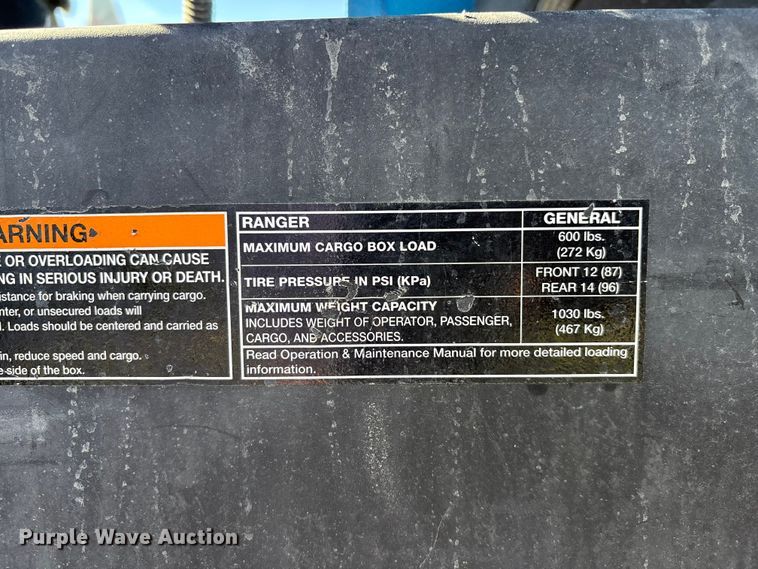 ARNING
E OR OVERLOADING CAN CAUSE
NG IN SERIOUS INJURY OR DEATH.
istance for braking when carrying cargo.
nter, or unsecured loads will
d. Loads should be centered and carried as
in, reduce speed and cargo.
e side of the box.
RANGER GENERAL
MAXIMUM CARGO BOX LOAD 600 lbs.
(272 Kg)
TIRE PRESSURE IN PSI (KPa) FRONT 12 (87)
REAR 14 (96)
MAXIMUM WEIGHT CAPACITY
INCLUDES WEIGHT OF OPERATOR, PASSENGER,
CARGO, AND ACCESSORIES.
1030 lbs.
(467 Kg)
Read Operation & Maintenance Manual for more detailed loading
information.
Purple Wave Auction